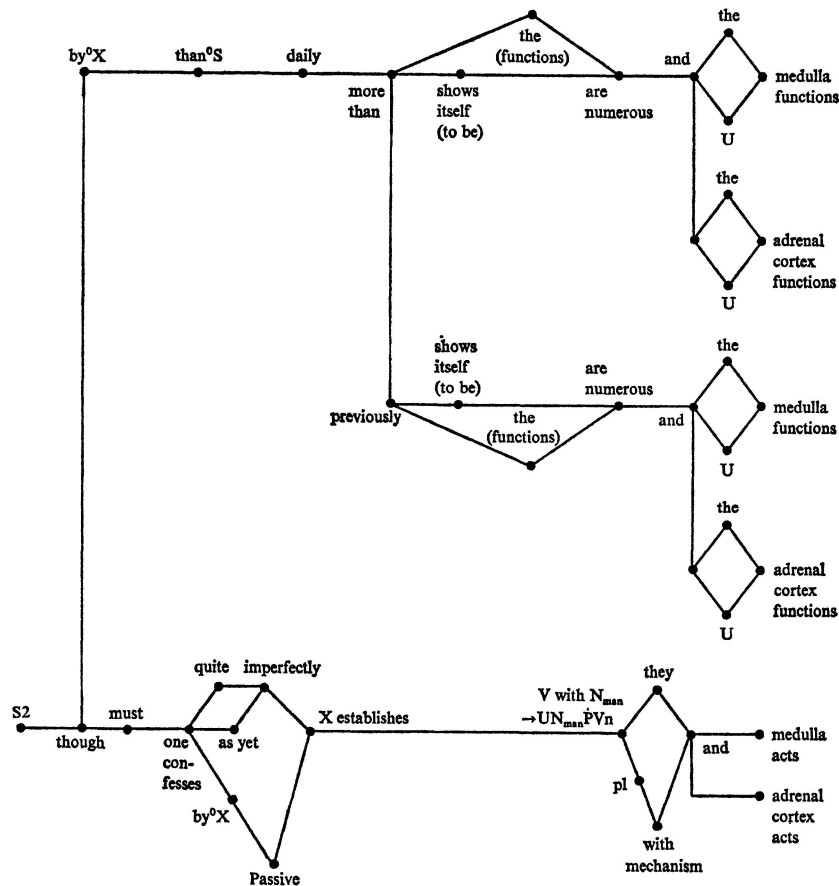 the
by⁰X
than⁰S
daily
the
(functions)
and
more
than
shows
itself
(to be)
are
numerous
medulla
functions
U
the
adrenal
cortex
functions
U
shows
itself
(to be)
are
numerous
the
previously
the
(functions)
and
medulla
functions
U
the
adrenal
cortex
functions
U
quite
imperfectly
they
S2
must
V with Nₘₐₙ
→UNₘₐₙṖVn
though
one
con-
fesses
as yet
X establishes
and
medulla
acts
by⁰X
pl
adrenal
cortex
acts
Passive
with
mechanism